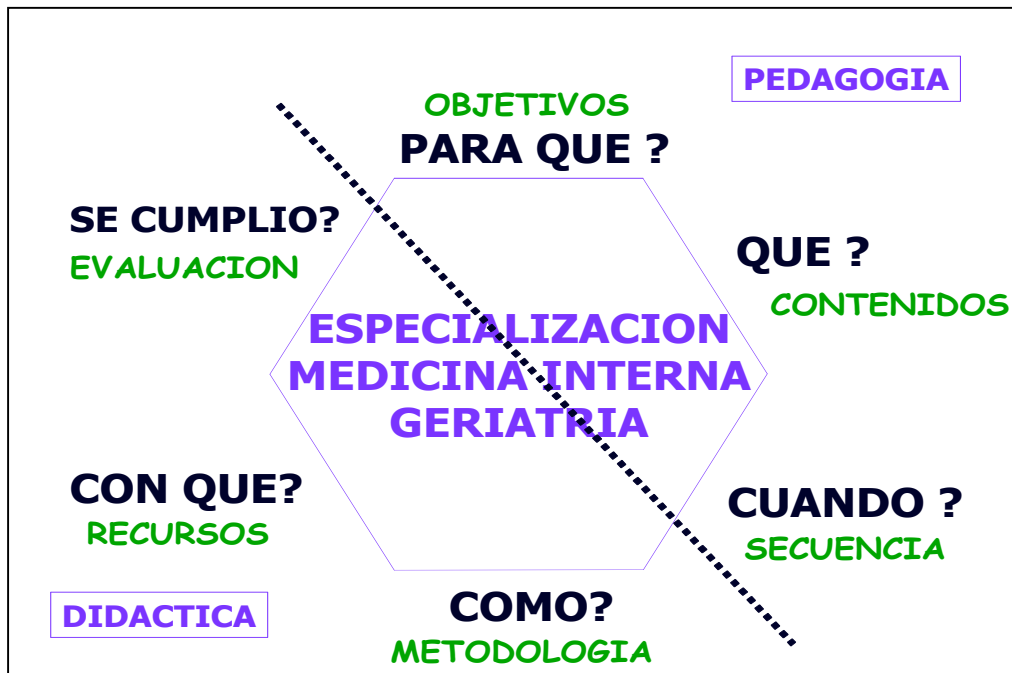 PEDAGOGIA
OBJETIVOS
PARA QUE ?
SE CUMPLIO?
EVALUACION
QUE ?
CONTENIDOS
ESPECIALIZACION
MEDICINA INTERNA
GERIATRIA
CON QUE?
RECURSOS
CUANDO ?
SECUENCIA
DIDACTICA
COMO?
METODOLOGIA